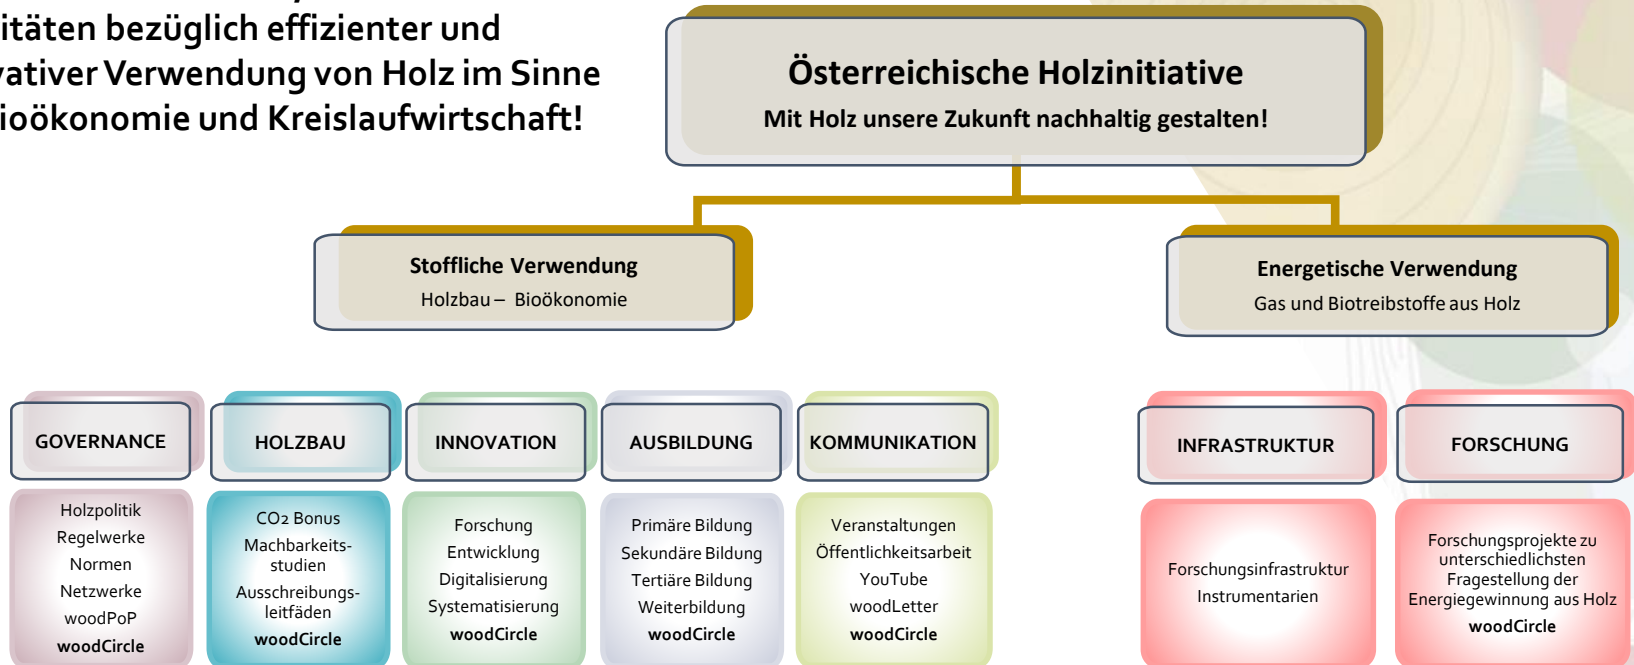 itäten bezüglich effizienter und
vativer Verwendung von Holz im Sinne
ioökonomie und Kreislaufwirtschaft!
Österreichische Holzinitiative
Mit Holz unsere Zukunft nachhaltig gestalten!
Stoffliche Verwendung
Holzbau – Bioökonomie
Energetische Verwendung
Gas und Biotreibstoffe aus Holz
GOVERNANCE
Holzpolitik
Regelwerke
Normen
Netzwerke
woodPoP
woodCircle
HOLZBAU
CO2 Bonus
Machbarkeits-
studien
Ausschreibungs-
leitfäden
woodCircle
INNOVATION
Forschung
Entwicklung
Digitalisierung
Systematisierung
woodCircle
AUSBILDUNG
Primäre Bildung
Sekundäre Bildung
Tertiäre Bildung
Weiterbildung
woodCircle
KOMMUNIKATION
Veranstaltungen
Öffentlichkeitsarbeit
YouTube
woodLetter
woodCircle
INFRASTRUKTUR
Forschungsinfrastruktur
Instrumentarien
FORSCHUNG
Forschungsprojekte zu
unterschiedlichsten
Fragestellung der
Energiegewinnung aus Holz
woodCircle